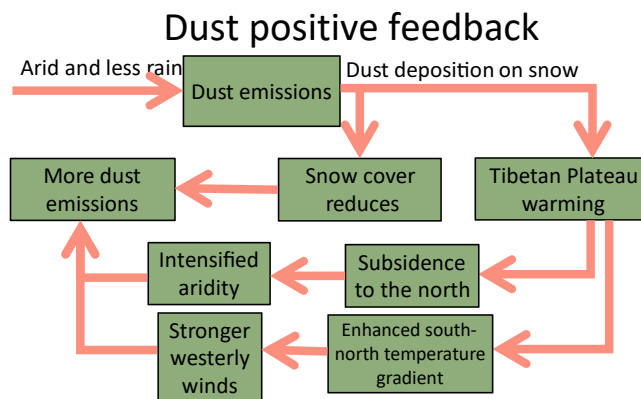 Dust positive feedback
Arid and less rain
Dust emissions
Dust deposition on snow
More dust
emissions
Snow cover
reduces
Tibetan Plateau
warming
Intensified
aridity
Subsidence
to the north
Stronger
westerly
winds
Enhanced south-
north temperature
gradient